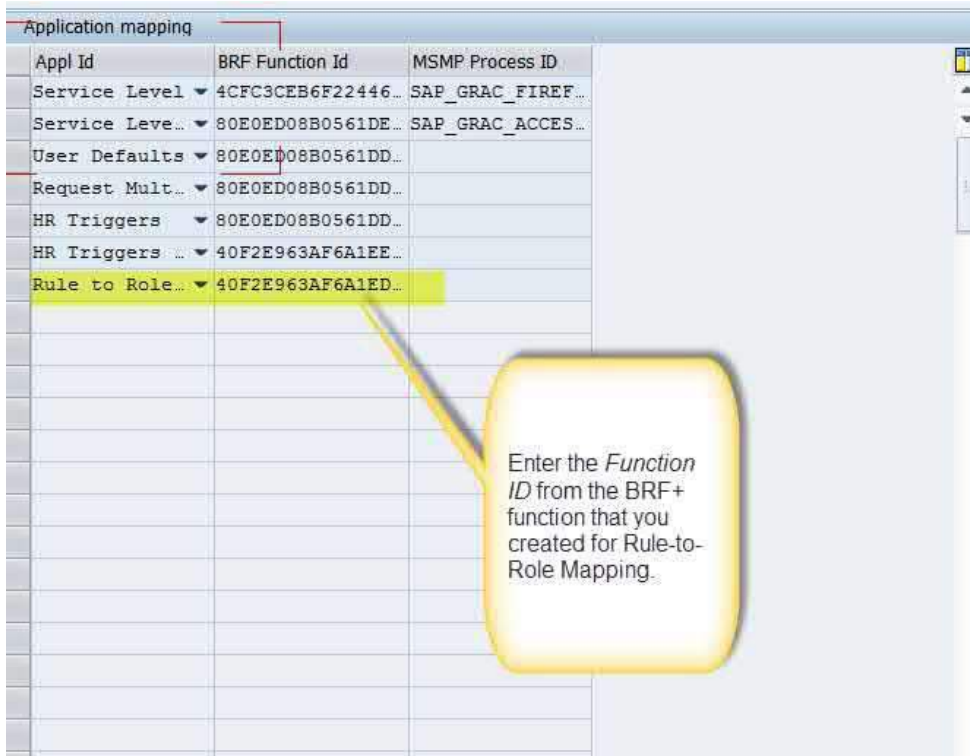 Application mapping
Appl Id BRF Function Id MSMP Process ID
Service Level 4CFC3CEB6F22446… SAP_GRAC_FIREF…
Service Leve… 80E0ED08B0561DE… SAP_GRAC_ACCES…
User Defaults 80E0ED08B0561DD…
Request Mult… 80E0ED08B0561DD…
HR Triggers 80E0ED08B0561DD…
HR Triggers … 40F2E963AF6A1EE…
Rule to Role… 40F2E963AF6A1ED…
Enter the Function
ID from the BRF+
function that you
created for Rule-to-
Role Mapping.